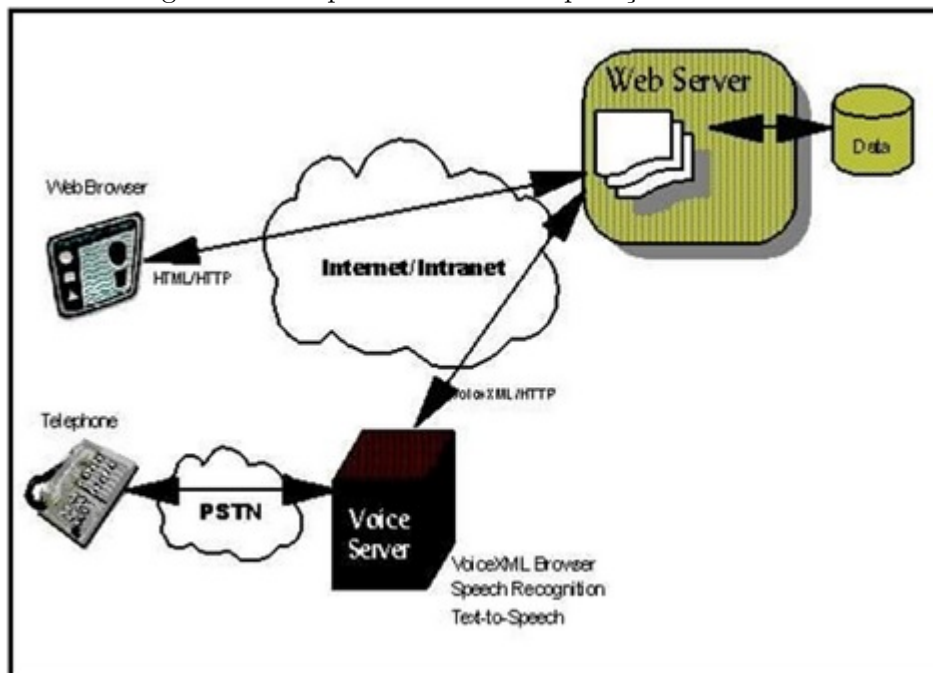 Web Server
Data
Web Browser
Internet/Intranet
HTML/HTTP
VoiceXML/HTTP
Telephone
PSTN
Voice
Server
VoiceXML Browser
Speech Recognition
Text-to-Speech